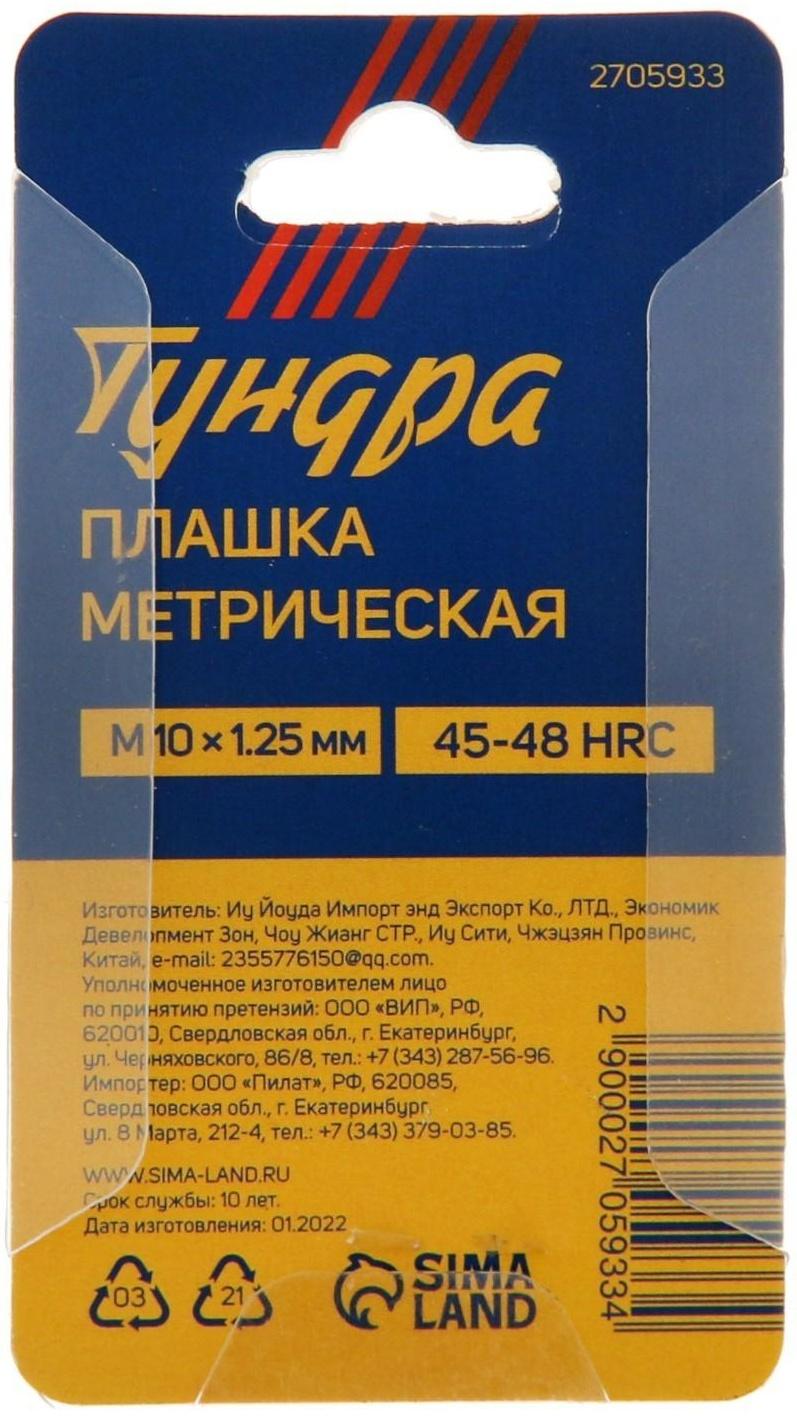 2705933
Тундра
ПЛАШКА
МЕТРИЧЕСКАЯ
М 10 × 1.25 мм
45-48 HRC
Изготовитель: Иу Йоуда Импорт энд Экспорт Ко., ЛТД., Экономик
Девелопмент Зон, Чоу Жианг СТР., Иу Сити, Чжэцзян Провинс,
Китай, e-mail: 2355776150@qq.com.
Уполномоченное изготовителем лицо
по принятию претензий: ООО «ВИП», РФ,
620010, Свердловская обл., г. Екатеринбург,
ул. Черняховского, 86/8, тел.: +7 (343) 287-56-96.
Импортер: ООО «Пилат», РФ, 620085,
Свердловская обл., г. Екатеринбург,
ул. 8 Марта, 212-4, тел.: +7 (343) 379-03-85.
WWW.SIMA-LAND.RU
Срок службы: 10 лет.
Дата изготовления: 01.2022
03
21
SIMA
LAND
2 900027 059334